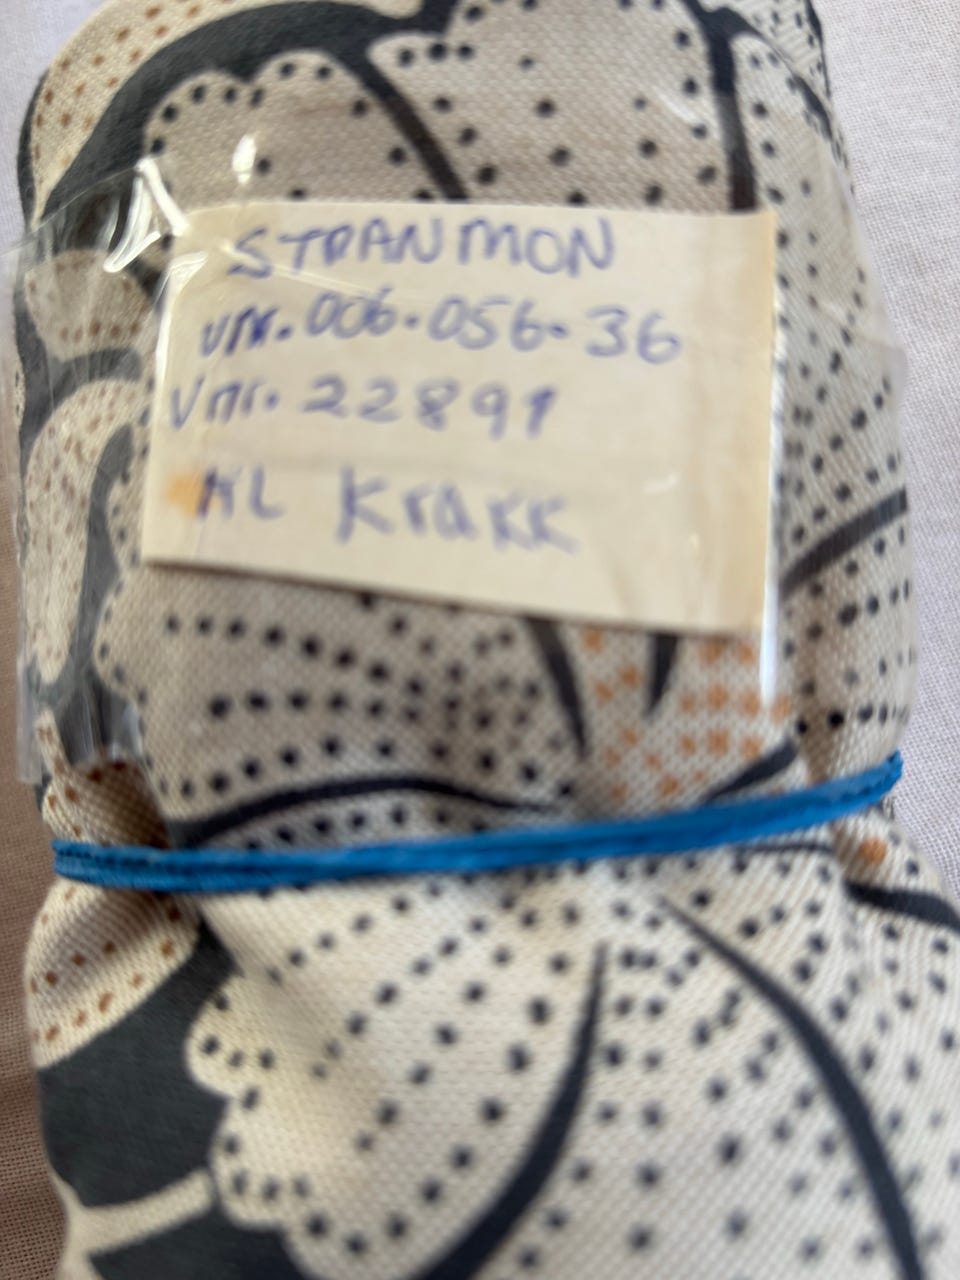 STRANMON
vnr. 006.056.36
Vnr. 22891
KL Krakk